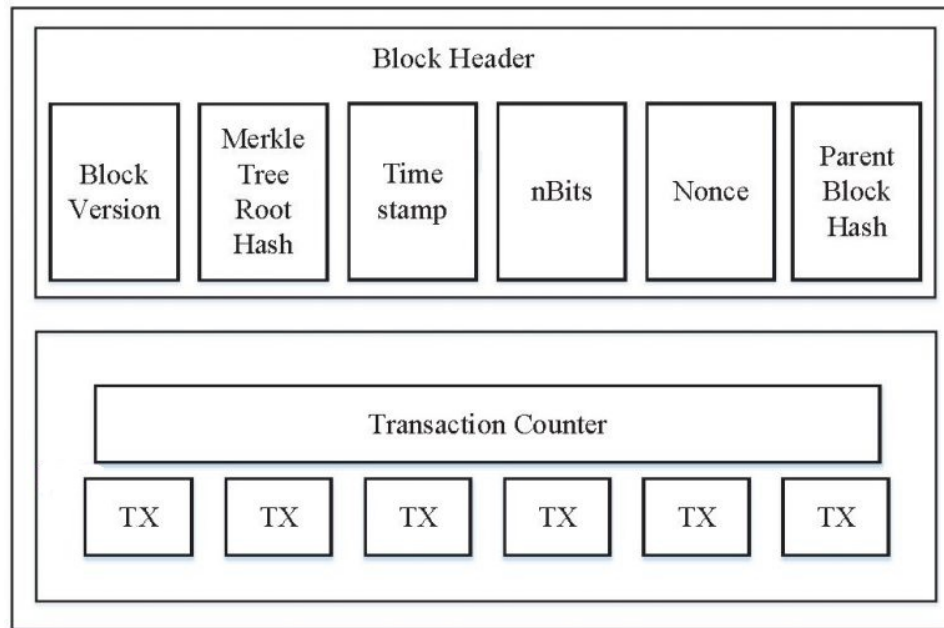 Block Header
Block
Version
Merkle
Tree
Root
Hash
Time
stamp
nBits
Nonce
Parent
Block
Hash
Transaction Counter
TX
TX
TX
TX
TX
TX